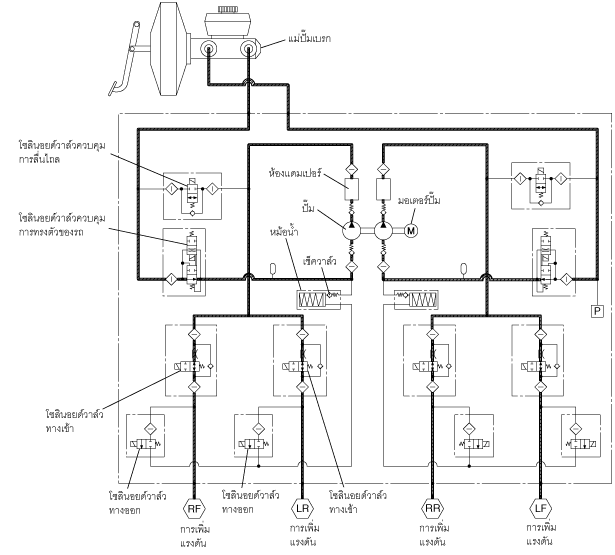 แม่ปั๊มเบรก
โซลินอยด์วาล์วควบคุม
การลื่นไถล
ห้องแดมเปอร์
ปั๊ม
มอเตอร์ปั๊ม
M
โซลินอยด์วาล์วควบคุม
การทรงตัวของรถ
หม้อน้ำ
เช็ควาล์ว
P
โซลินอยด์วาล์ว
ทางเข้า
โซลินอยด์วาล์ว
ทางออก
โซลินอยด์วาล์ว
ทางออก
โซลินอยด์วาล์ว
ทางเข้า
RF
LR
RR
LF
การเพิ่ม
แรงดัน
การเพิ่ม
แรงดัน
การเพิ่ม
แรงดัน
การเพิ่ม
แรงดัน